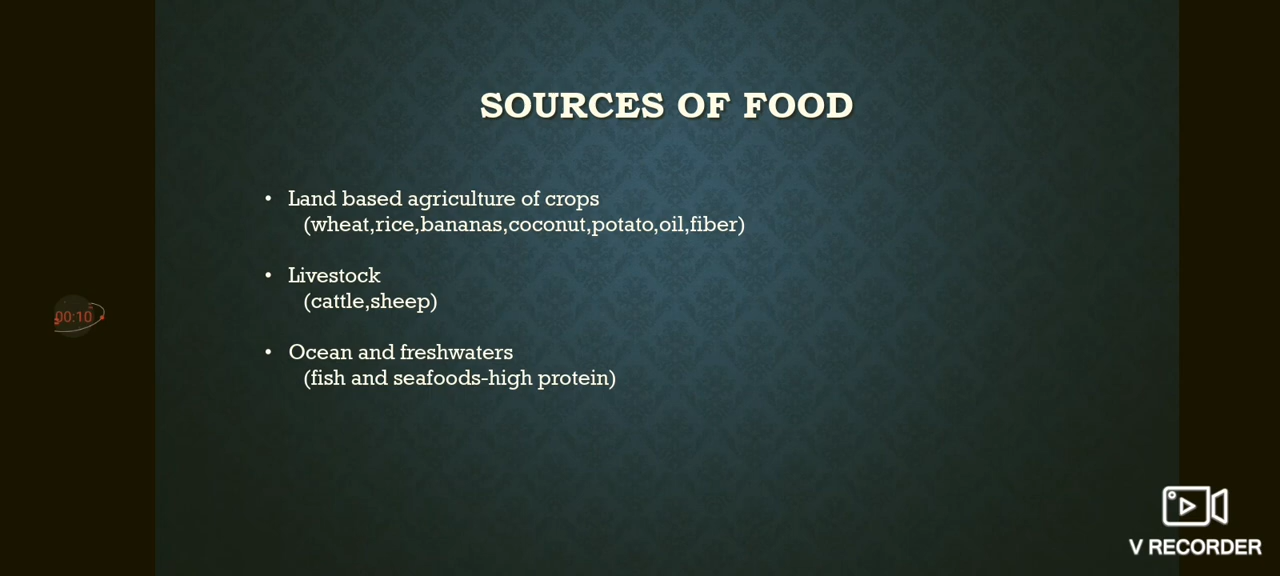 SOURCES OF FOOD
• Land based agriculture of crops
(wheat,rice,bananas,coconut,potato,oil,fiber)
• Livestock
(cattle,sheep)
00:10
• Ocean and freshwaters
(fish and seafoods-high protein)
V RECORDER